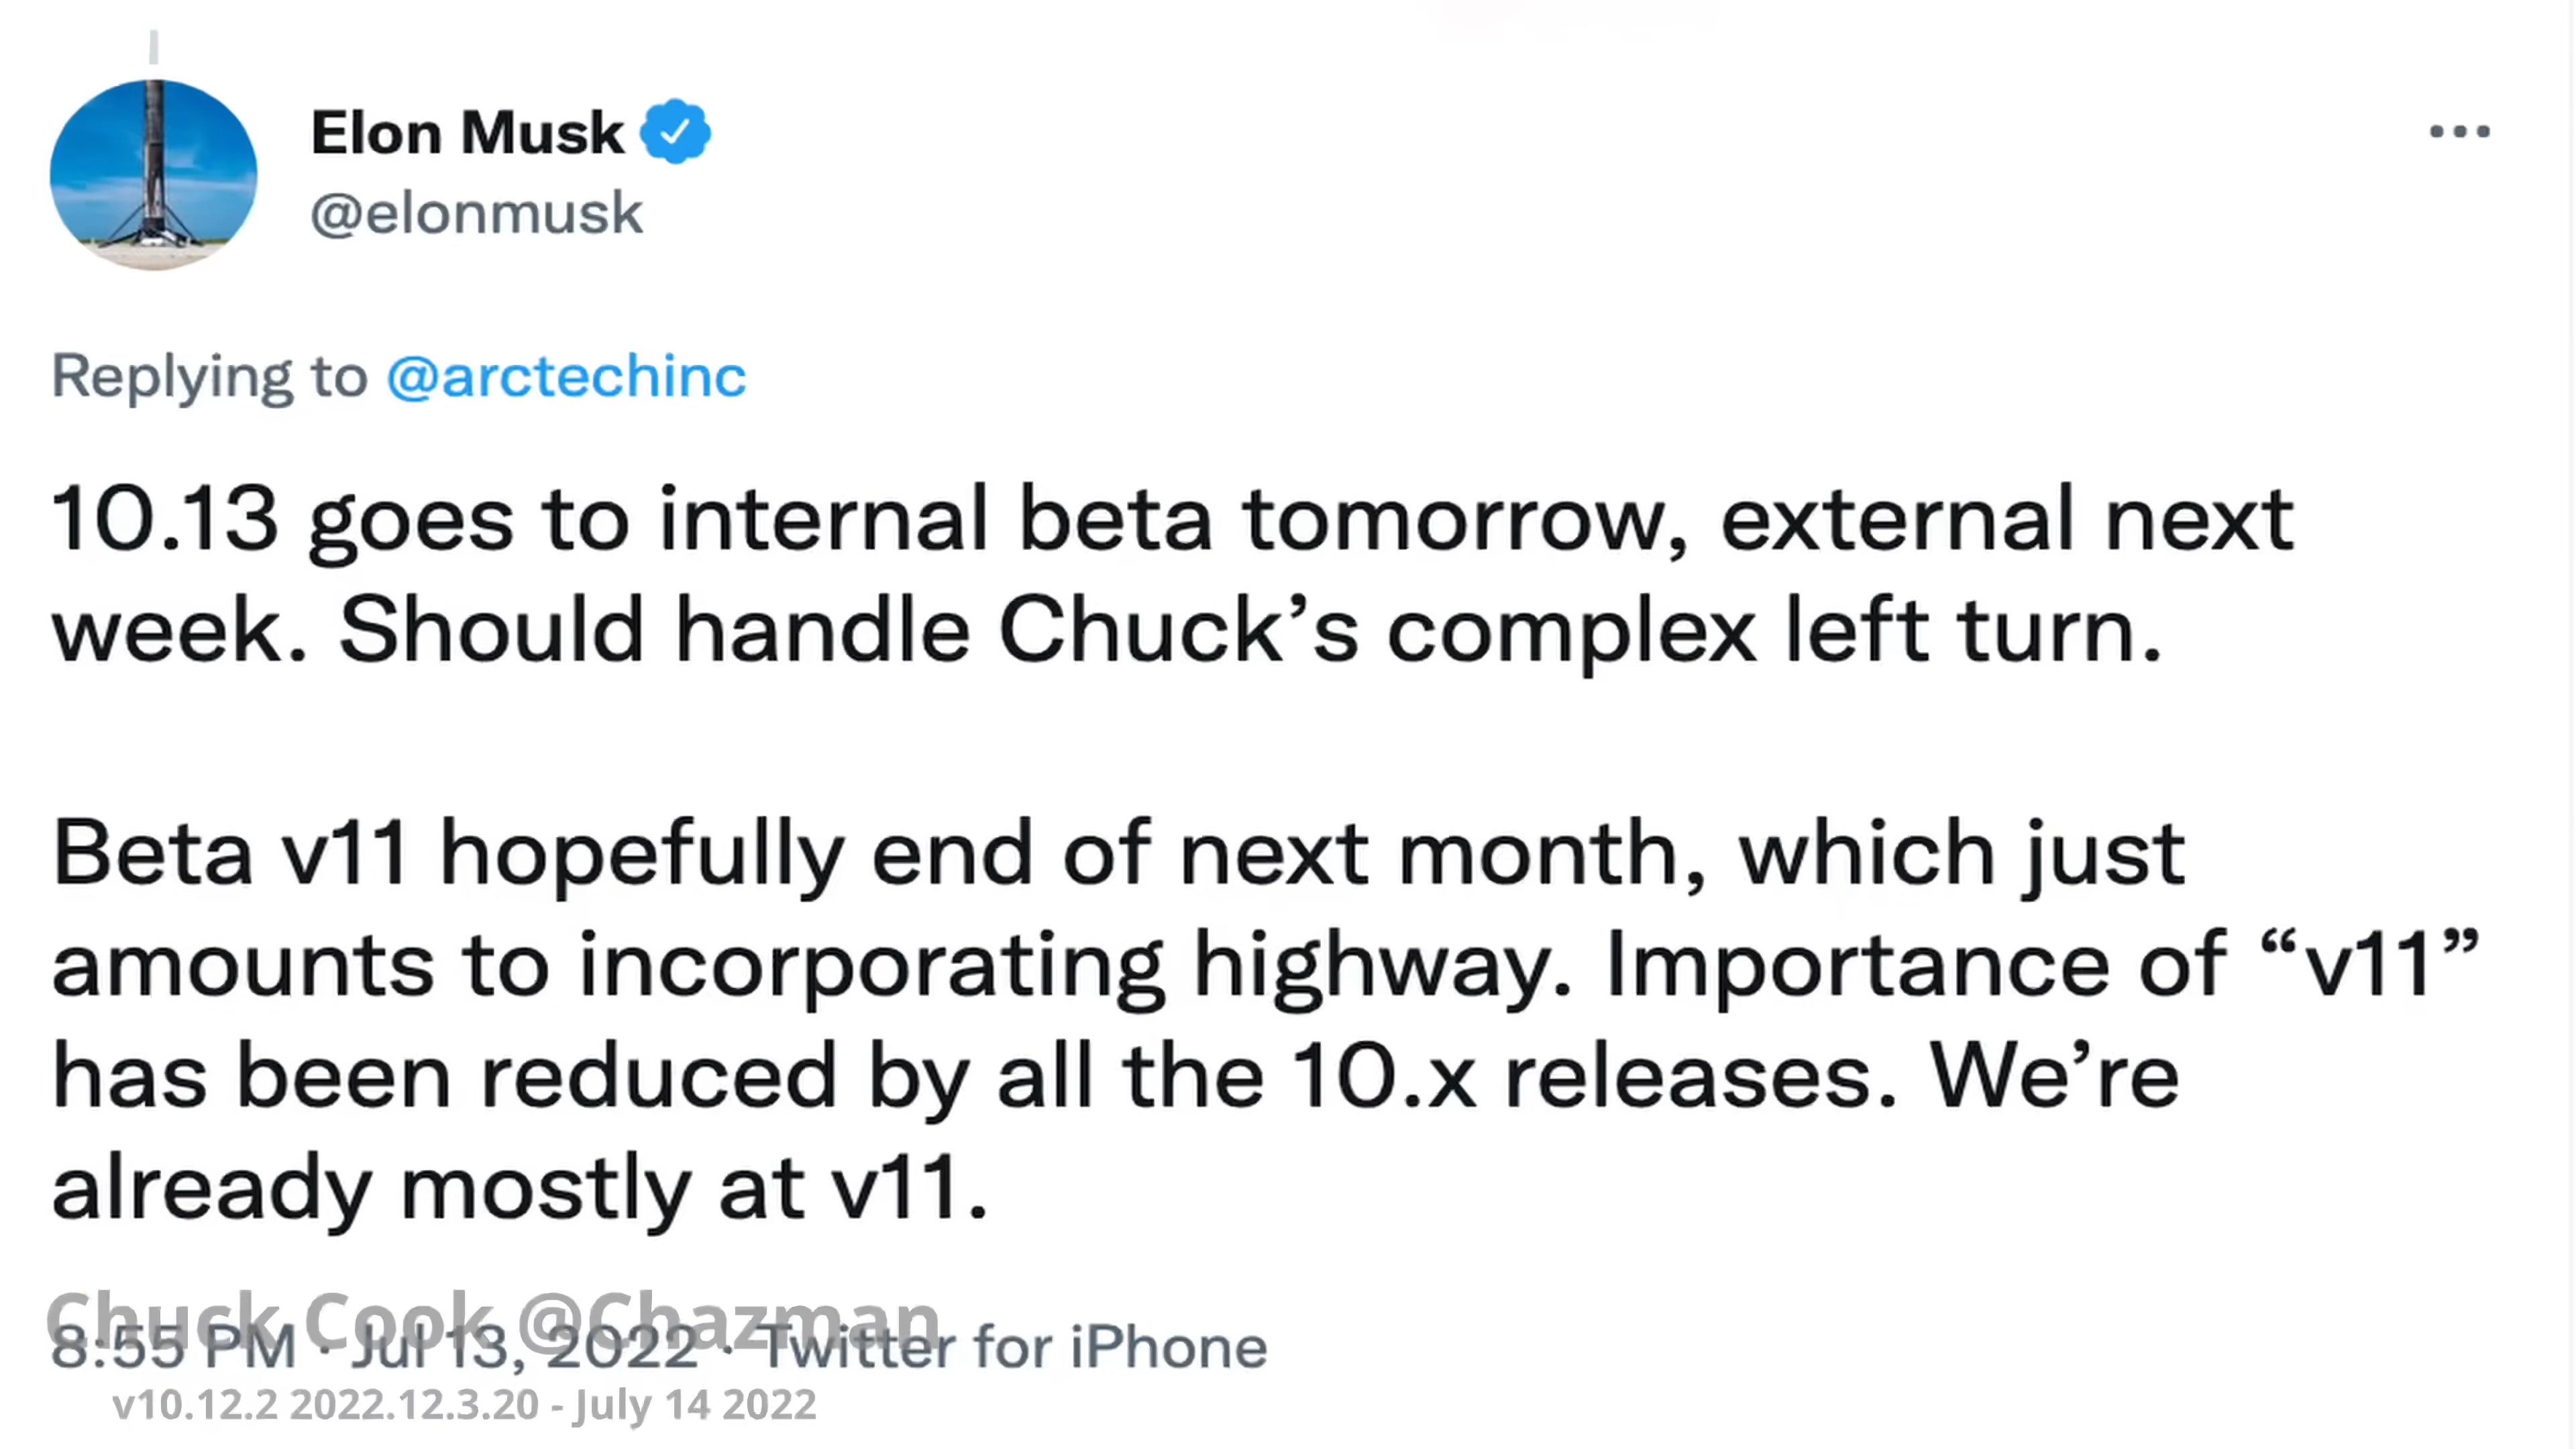 Elon Musk
@elonmusk
Replying to @arctechinc
10.13 goes to internal beta tomorrow, external next
week. Should handle Chuck’s complex left turn.
Beta v11 hopefully end of next month, which just
amounts to incorporating highway. Importance of “v11”
has been reduced by all the 10.x releases. We’re
already mostly at v11.
Chuck Cook @Chazman
8:55 PM · Jul 13, 2022 · Twitter for iPhone
v10.12.2 2022.12.3.20 - July 14 2022